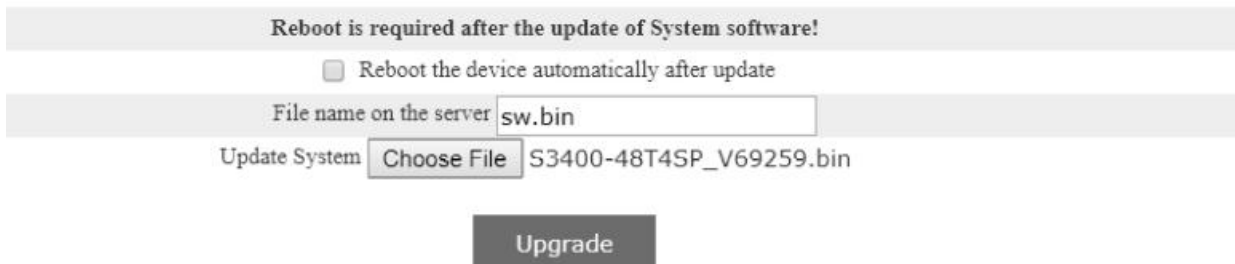 Reboot is required after the update of System software!
Reboot the device automatically after update
File name on the server sw.bin
Update System Choose File S3400-48T4SP_V69259.bin
Upgrade